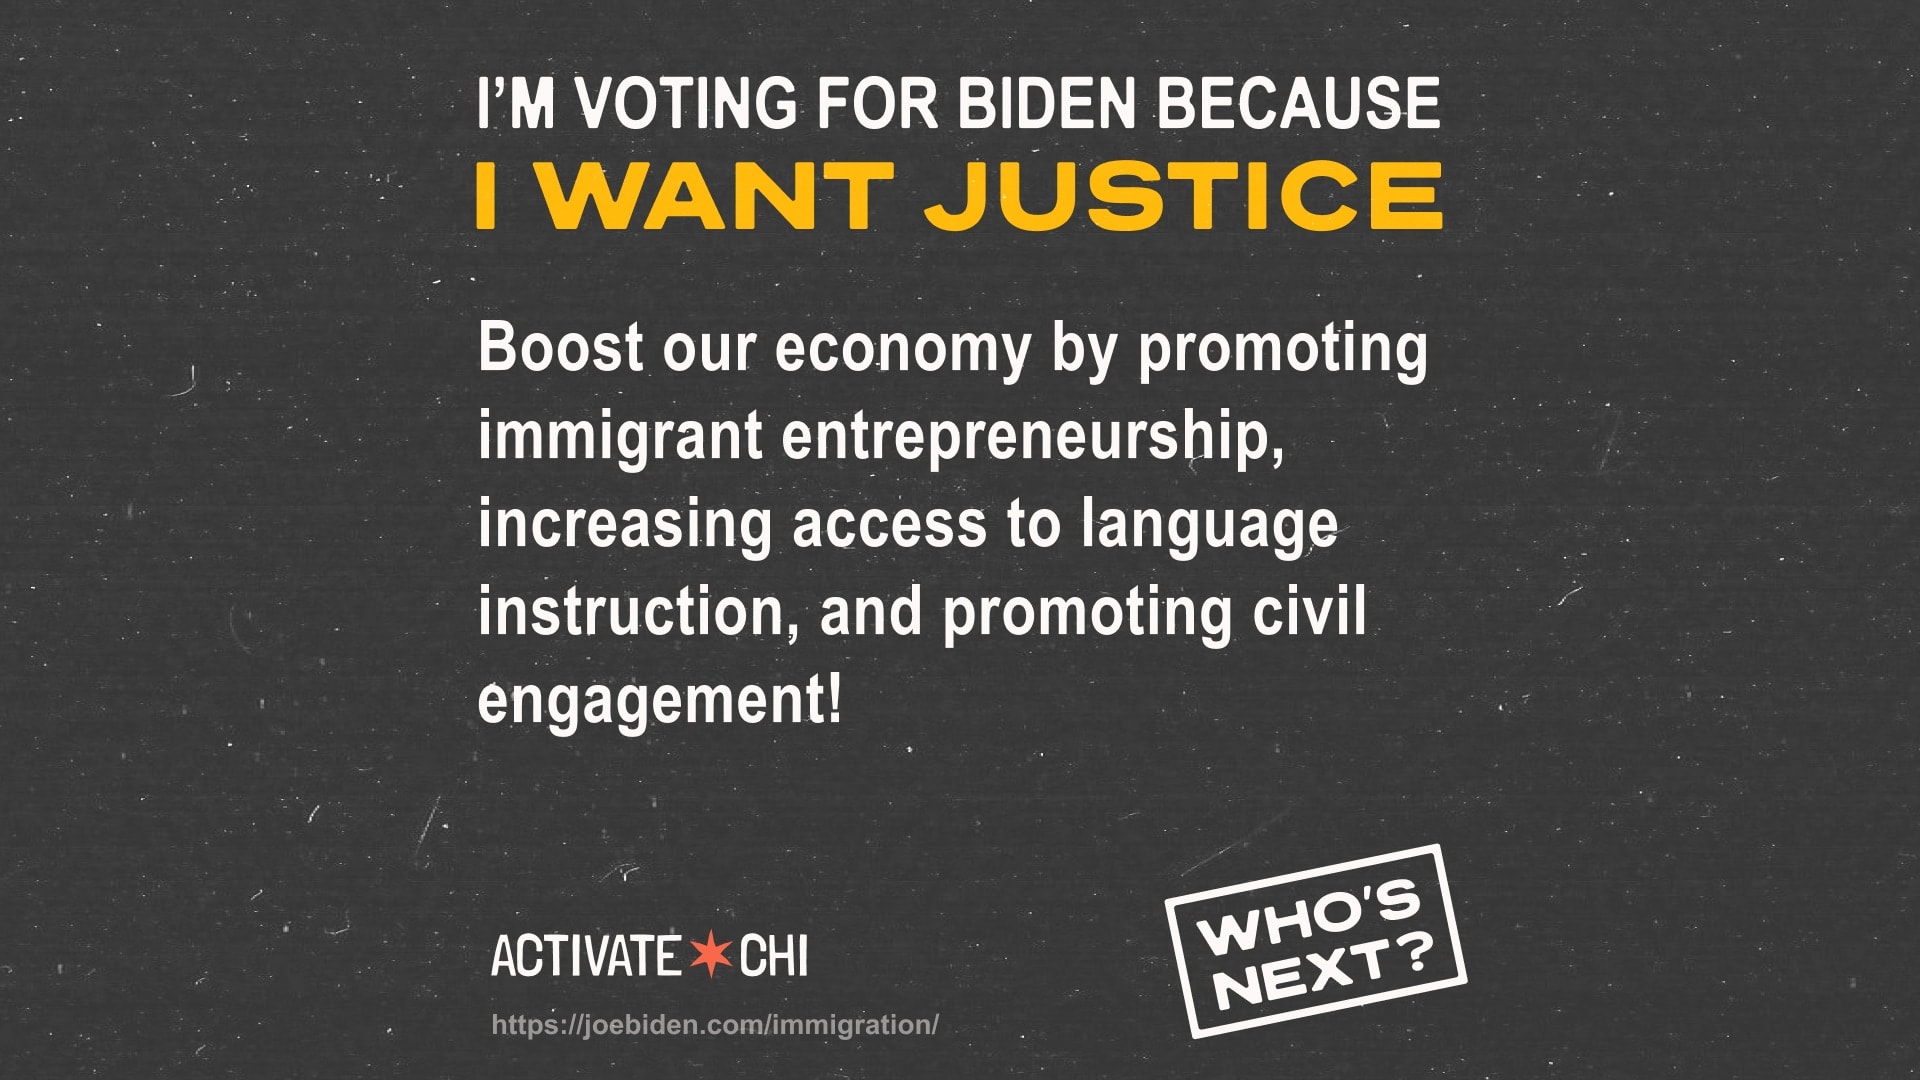 I’M VOTING FOR BIDEN BECAUSE
I WANT JUSTICE
Boost our economy by promoting
immigrant entrepreneurship,
increasing access to language
instruction, and promoting civil
engagement!
ACTIVATE CHI
https://joebiden.com/immigration/
WHO'S
NEXT?